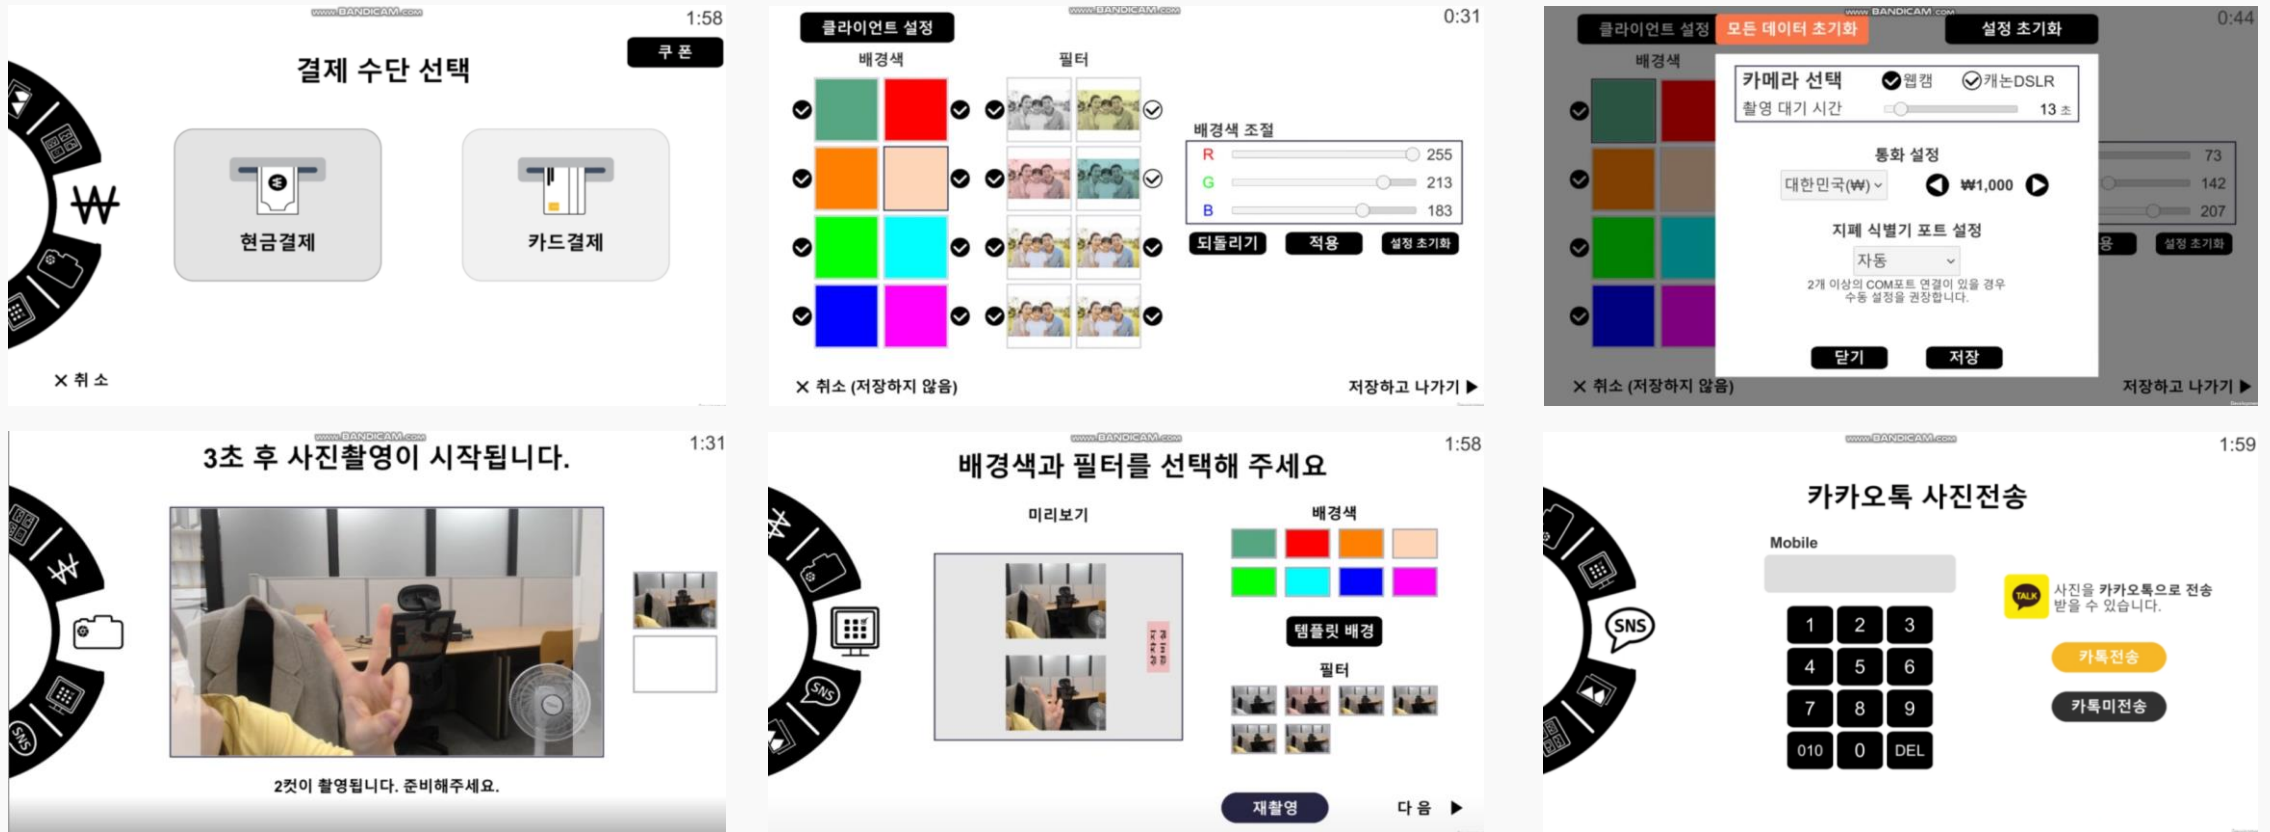 www.BANDICAM.com
1:58
쿠 폰
결제 수단 선택
현금결제
카드결제
취 소
www.BANDICAM.com
0:31
클라이언트 설정
배경색
필터
배경색 조절
R 255
G 213
B 183
되돌리기
적용
설정 초기화
취소 (저장하지 않음)
저장하고 나가기
www.BANDICAM.com
0:44
클라이언트 설정
모든 데이터 초기화
설정 초기화
배경색
카메라 선택
웹캠
캐논DSLR
촬영 대기 시간
13 초
통화 설정
대한민국(₩)
₩1,000
지폐 식별기 포트 설정
자동
2개 이상의 COM포트 연결이 있을 경우
수동 설정을 권장합니다.
닫기
저장
73
142
207
용
설정 초기화
취소 (저장하지 않음)
저장하고 나가기
www.BANDICAM.com
1:31
3초 후 사진촬영이 시작됩니다.
SNS
2컷이 촬영됩니다. 준비해주세요.
www.BANDICAM.com
1:58
배경색과 필터를 선택해 주세요
미리보기
배경색
템플릿 배경
필터
SNS
재촬영
다 음
www.BANDICAM.com
1:59
카카오톡 사진전송
Mobile
SNS
1 2 3
4 5 6
7 8 9
010 0 DEL
TALK
사진을 카카오톡으로 전송
받을 수 있습니다.
카톡전송
카톡미전송